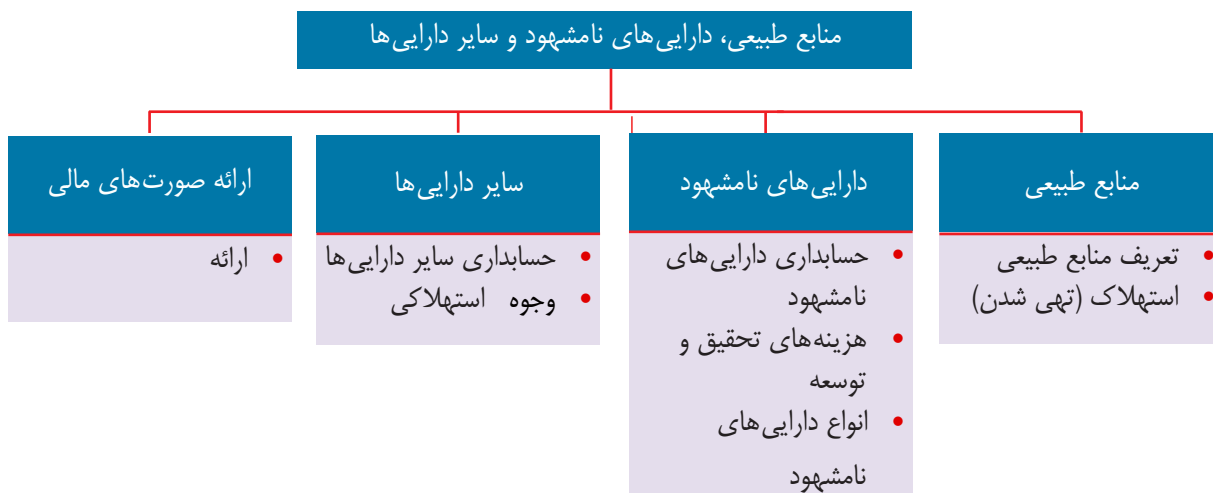 منابع طبیعی، دارایی‌های نامشهود و سایر دارایی‌ها
منابع طبیعی
• تعریف منابع طبیعی
• استهلاک (تهی شدن)
دارایی‌های نامشهود
• حسابداری دارایی‌های
نامشهود
• هزینه‌های تحقیق و
توسعه
• انواع دارایی‌های
نامشهود
سایر دارایی‌ها
• حسابداری سایر دارایی‌ها
• وجوه استهلاکی
ارائه صورت‌های مالی
• ارائه